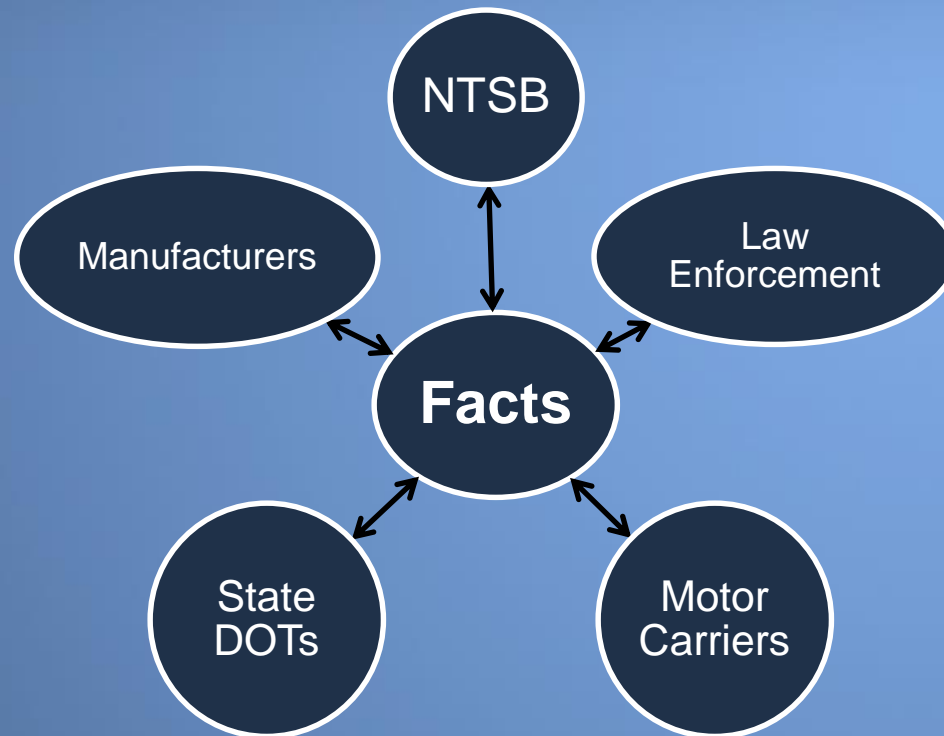 NTSB
Manufacturers
Law
Enforcement
Facts
State
DOTs
Motor
Carriers